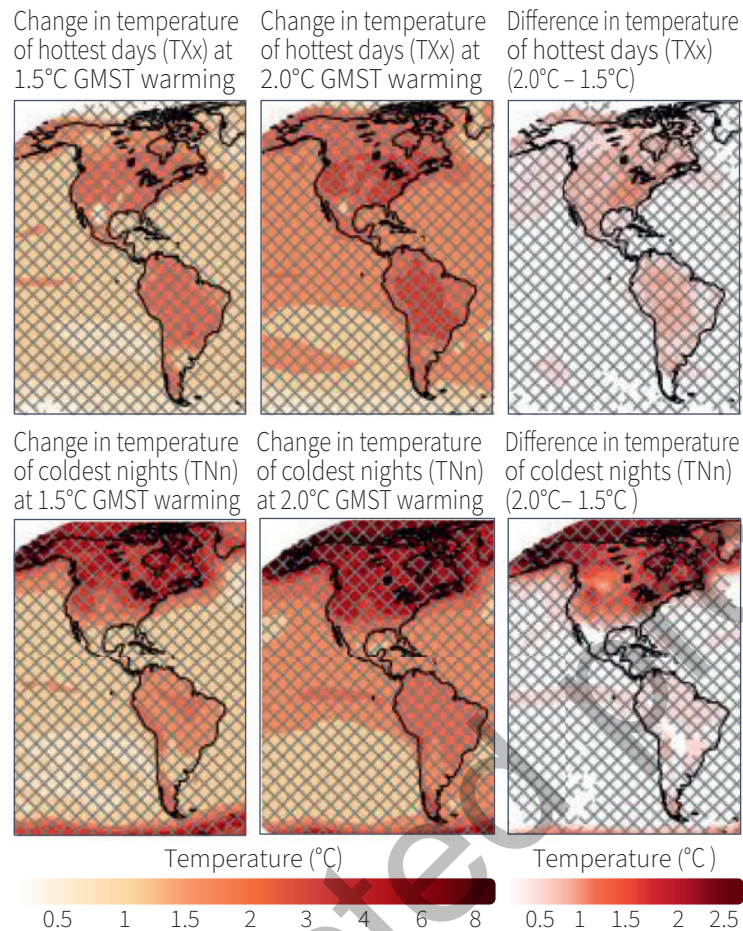 Change in temperature
of hottest days (TXx) at
1.5°C GMST warming
Change in temperature
of hottest days (TXx) at
2.0°C GMST warming
Difference in temperature
of hottest days (TXx)
(2.0°C – 1.5°C)
Change in temperature
of coldest nights (TNn)
at 1.5°C GMST warming
Change in temperature
of coldest nights (TNn)
at 2.0°C GMST warming
Difference in temperature
of coldest nights (TNn)
(2.0°C– 1.5°C )
Temperature (°C)
0.5 1 1.5 2 3 4 6 8
Temperature (°C )
0.5 1 1.5 2 2.5